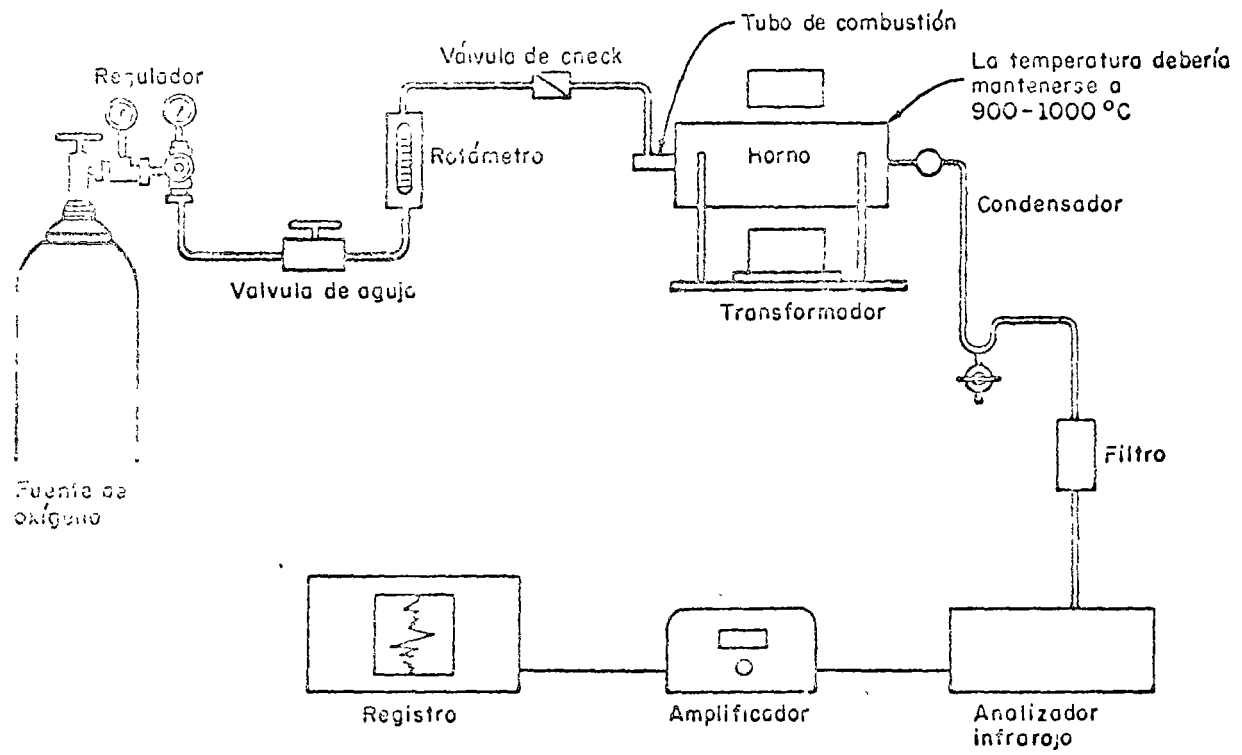 Tubo de combustión
Válvula de cneck
Regulador
La temperatura debería
mantenerse a
900-1000 °C
Rotámetro
Horno
Condensador
Valvula de aguja
Transformador
Filtro
Fuente de
oxígeno
Registro
Amplificador
Analizador
infrarojo